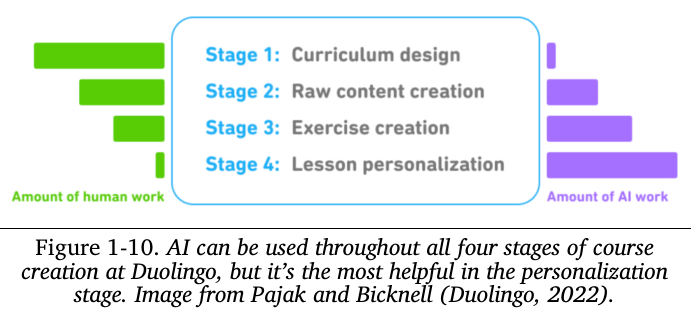 Stage 1: Curriculum design
Stage 2: Raw content creation
Stage 3: Exercise creation
Stage 4: Lesson personalization
Amount of human work
Amount of AI work
Figure 1-10. AI can be used throughout all four stages of course
creation at Duolingo, but it’s the most helpful in the personalization
stage. Image from Pajak and Bicknell (Duolingo, 2022).